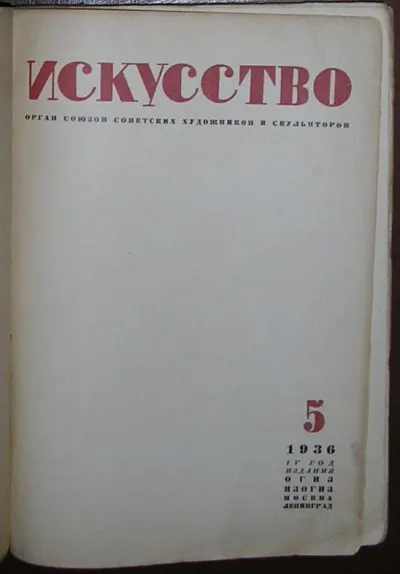 ИСКУССТВО
ОРГАН СОЮЗОВ СОВЕТСКИХ ХУДОЖНИКОВ И СКУЛЬПТОРОВ
5
1936
IV ГОД
ИЗДАНИЯ
ОГИЗ
ИЗОГИЗ
МОСКВА
ЛЕНИНГРАД